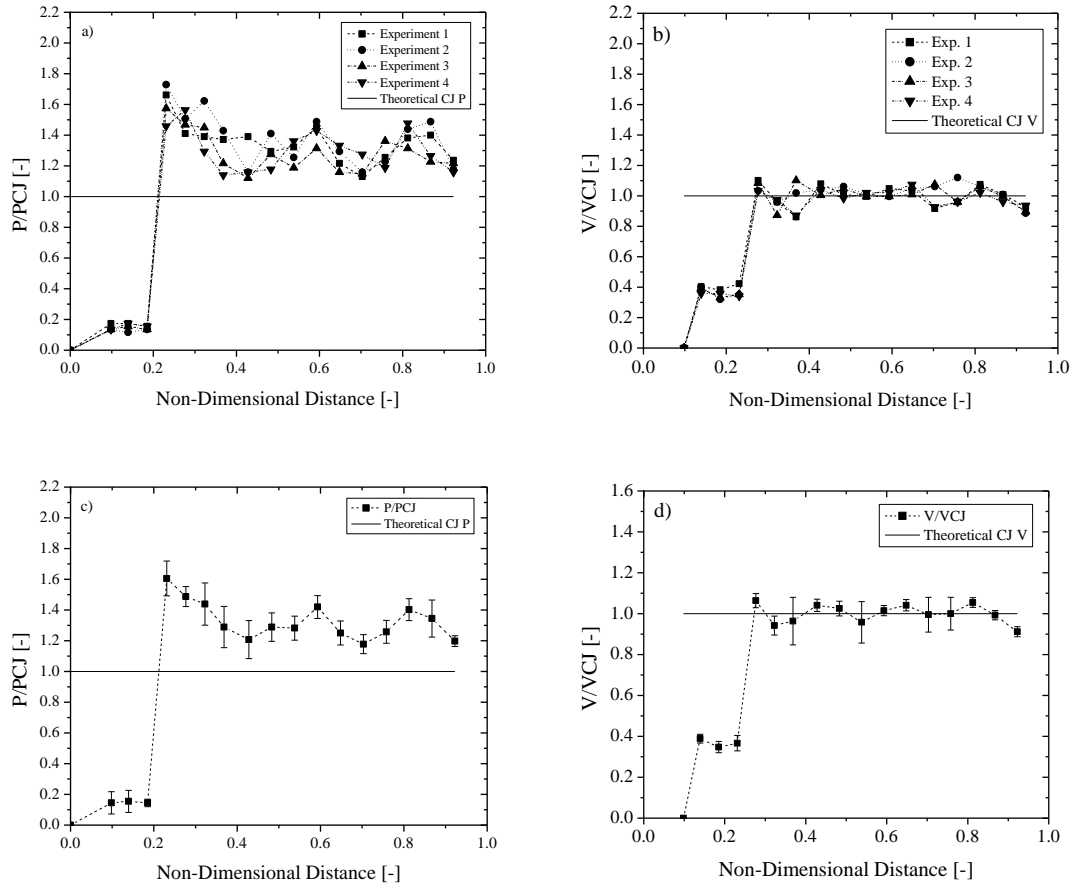 a)
Experiment 1
Experiment 2
Experiment 3
Experiment 4
Theoretical CJ P
P/PCJ [-]
2.2
2.0
1.8
1.6
1.4
1.2
1.0
0.8
0.6
0.4
0.2
0.0
0.0 0.2 0.4 0.6 0.8 1.0
Non-Dimensional Distance [-]
b)
Exp. 1
Exp. 2
Exp. 3
Exp. 4
Theoretical CJ V
V/VCJ [-]
1.6
1.4
1.2
1.0
0.8
0.6
0.4
0.2
0.0
0.0 0.2 0.4 0.6 0.8 1.0
Non-Dimensional Distance [-]
c)
P/PCJ
Theoretical CJ P
P/PCJ [-]
2.2
2.0
1.8
1.6
1.4
1.2
1.0
0.8
0.6
0.4
0.2
0.0
0.0 0.2 0.4 0.6 0.8 1.0
Non-Dimensional Distance [-]
d)
V/VCJ
Theoretical CJ V
V/VCJ [-]
1.6
1.4
1.2
1.0
0.8
0.6
0.4
0.2
0.0
0.0 0.2 0.4 0.6 0.8 1.0
Non-Dimensional Distance [-]